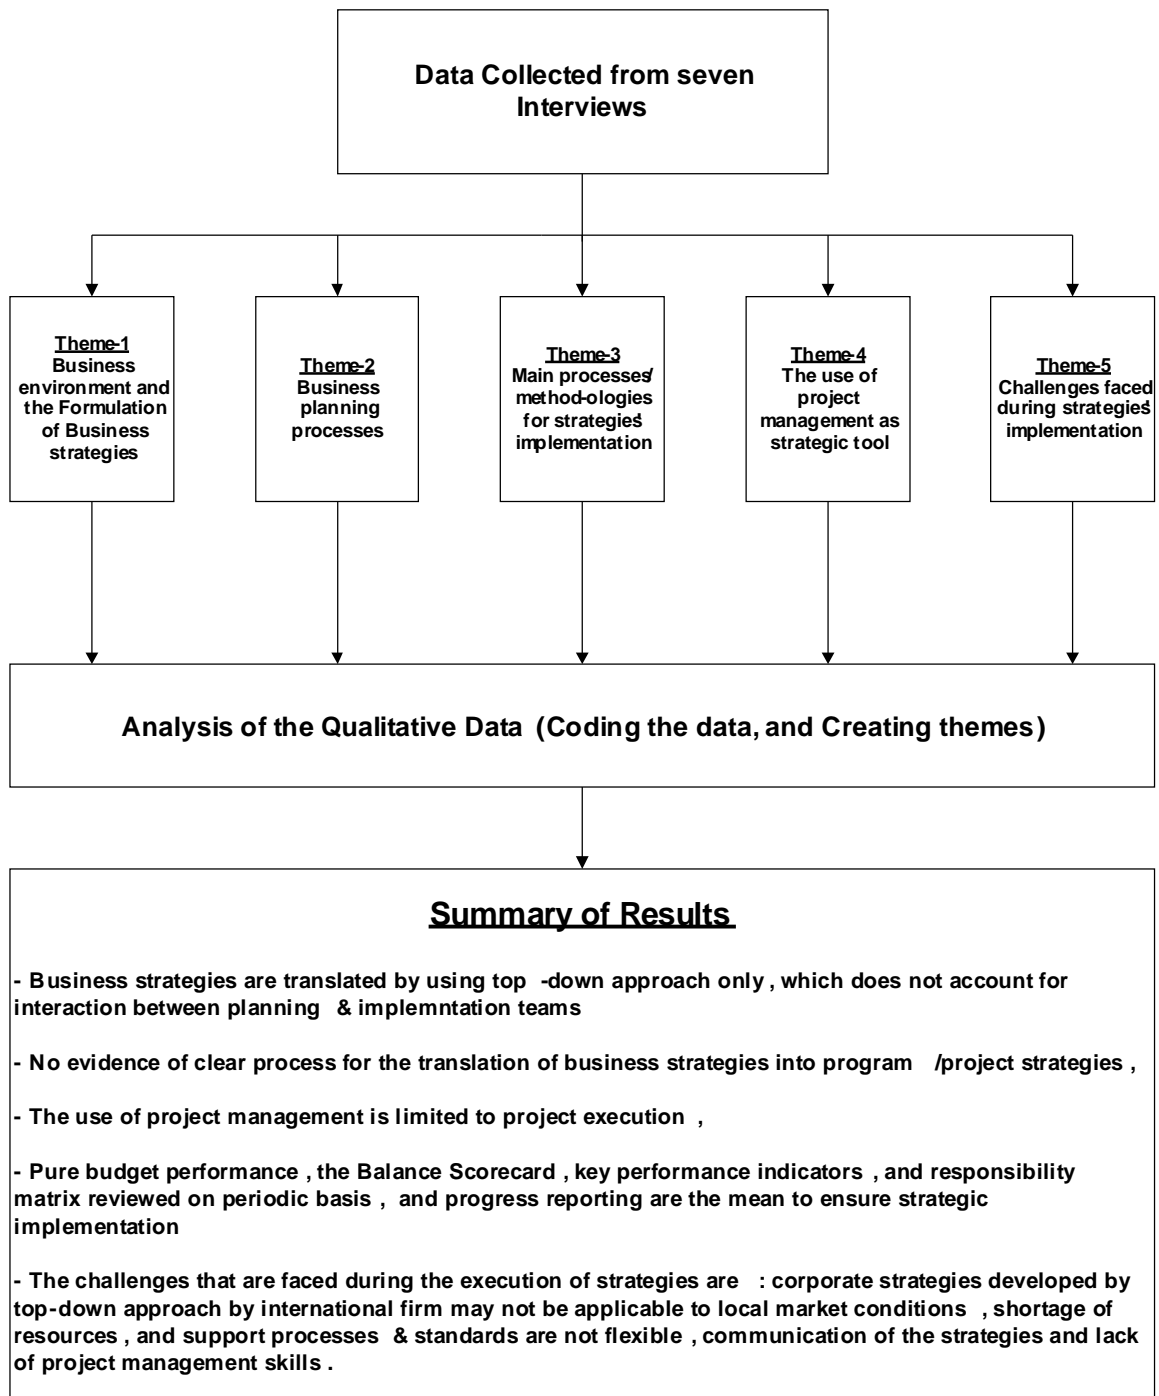 Data Collected from seven
Interviews
Theme-1
Business
environment and
the Formulation
of Business
strategies
Theme-2
Business
planning
processes
Theme-3
Main processes/
method-ologies
for strategies'
implementation
Theme-4
The use of
project
management as
strategic tool
Theme-5
Challenges faced
during strategies'
implementation
Analysis of the Qualitative Data (Coding the data, and Creating themes)
Summary of Results
- Business strategies are translated by using top -down approach only , which does not account for
interaction between planning & implemntation teams
- No evidence of clear process for the translation of business strategies into program /project strategies ,
- The use of project management is limited to project execution ,
- Pure budget performance , the Balance Scorecard , key performance indicators , and responsibility
matrix reviewed on periodic basis , and progress reporting are the mean to ensure strategic
implementation
- The challenges that are faced during the execution of strategies are : corporate strategies developed by
top-down approach by international firm may not be applicable to local market conditions , shortage of
resources , and support processes & standards are not flexible , communication of the strategies and lack
of project management skills .